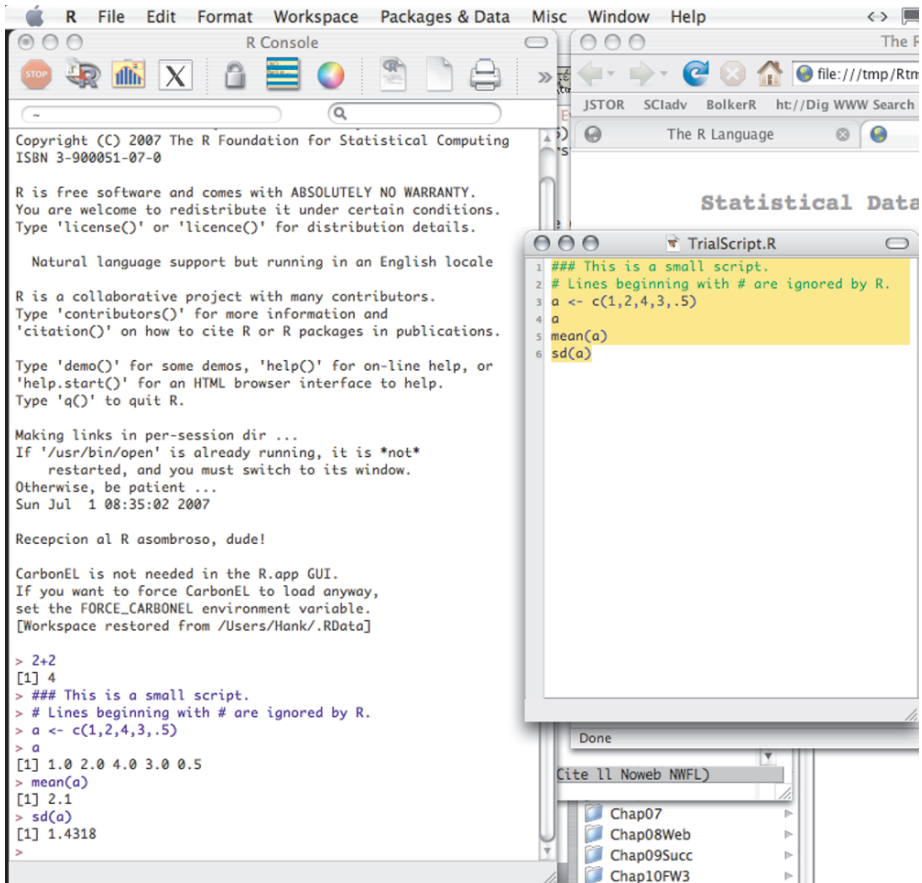 R File Edit Format Workspace Packages & Data Misc Window Help
R Console
STOP
X
~
Copyright (C) 2007 The R Foundation for Statistical Computing
ISBN 3-900051-07-0
R is free software and comes with ABSOLUTELY NO WARRANTY.
You are welcome to redistribute it under certain conditions.
Type 'license()' or 'licence()' for distribution details.
Natural language support but running in an English locale
R is a collaborative project with many contributors.
Type 'contributors()' for more information and
'citation()' on how to cite R or R packages in publications.
Type 'demo()' for some demos, 'help()' for on-line help, or
'help.start()' for an HTML browser interface to help.
Type 'q()' to quit R.
Making links in per-session dir ...
If '/usr/bin/open' is already running, it is *not*
restarted, and you must switch to its window.
Otherwise, be patient ...
Sun Jul 1 08:35:02 2007
Recepcion al R asombroso, dude!
CarbonEL is not needed in the R.app GUI.
If you want to force CarbonEL to load anyway,
set the FORCE_CARBONEL environment variable.
[Workspace restored from /Users/Hank/.RData]
> 2+2
[1] 4
> ### This is a small script.
> # Lines beginning with # are ignored by R.
> a <- c(1,2,4,3,.5)
> a
[1] 1.0 2.0 4.0 3.0 0.5
> mean(a)
[1] 2.1
> sd(a)
[1] 1.4318
>
The R
file:///tmp/Rtm
JSTOR SCIadv BolkerR ht://Dig WWW Search
The R Language
Statistical Data
TrialScript.R
1 ### This is a small script.
2 # Lines beginning with # are ignored by R.
3 a <- c(1,2,4,3,.5)
4 a
5 mean(a)
6 sd(a)
Done
Cite ll Noweb NWFL)
Chap07
Chap08Web
Chap09Succ
Chap10FW3